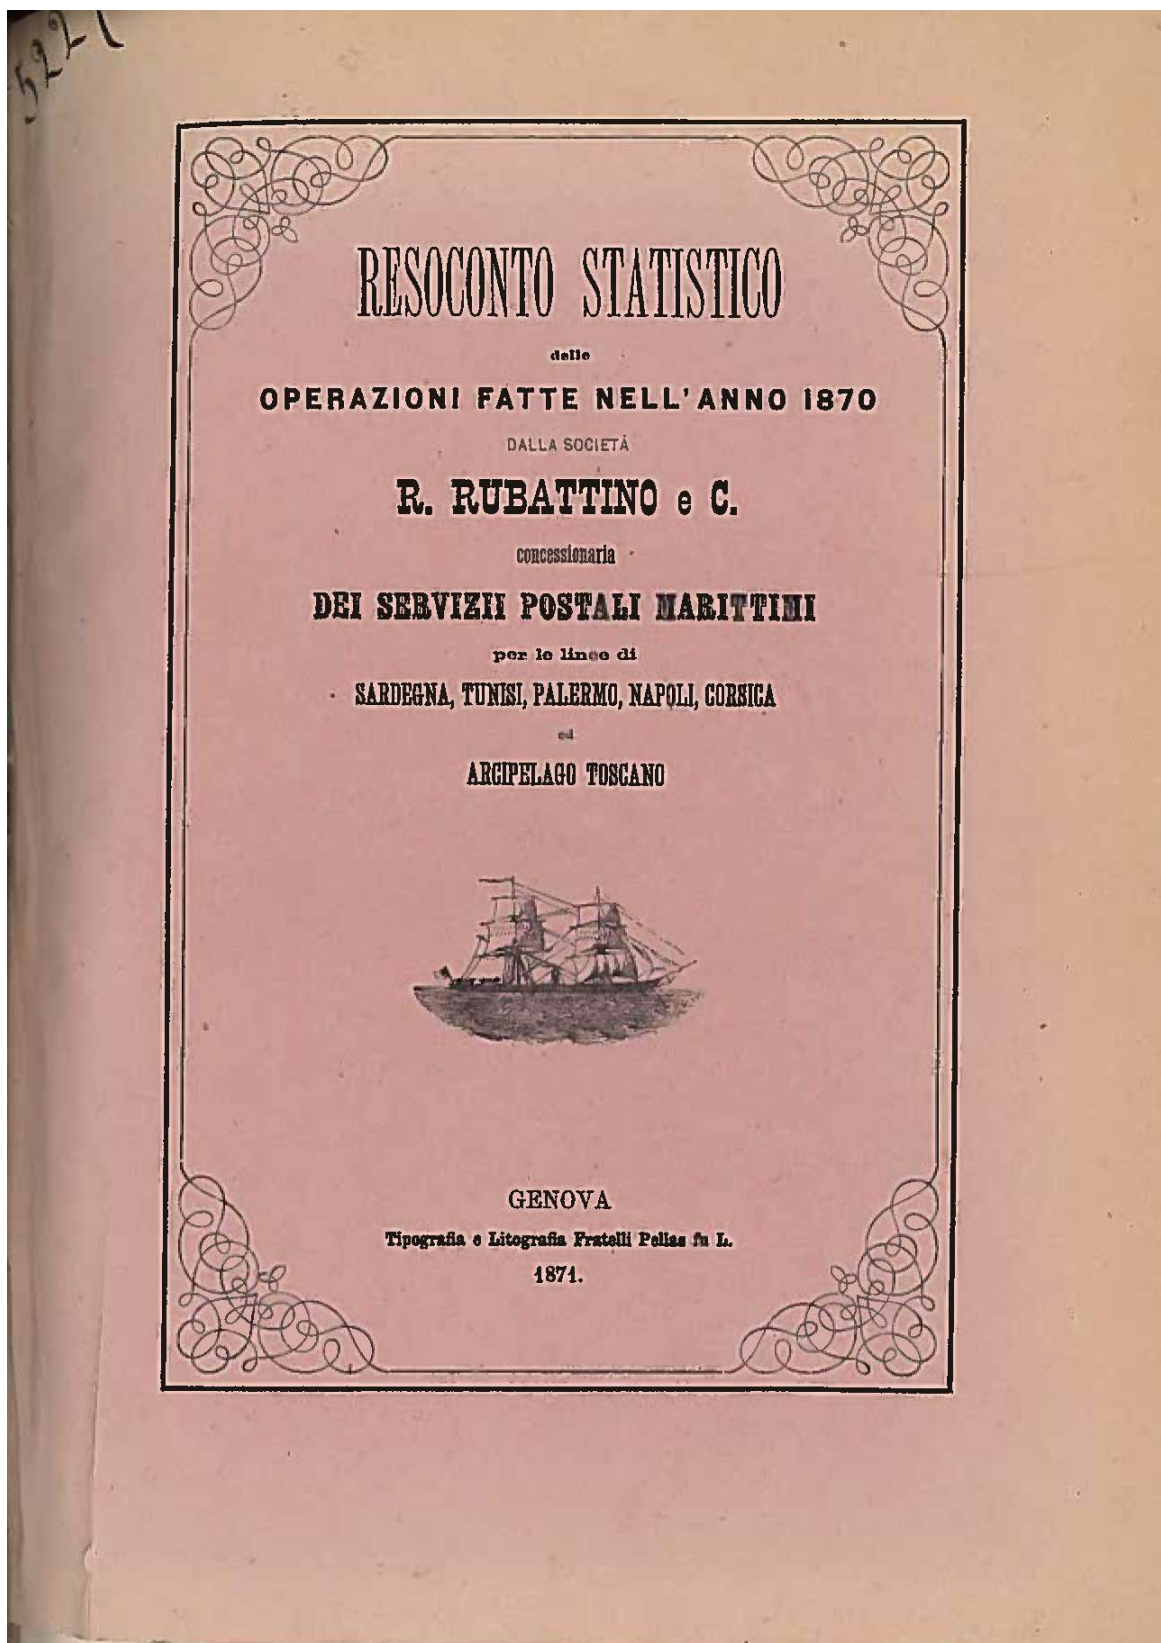 5221
RESOCONTO STATISTICO
delle
OPERAZIONI FATTE NELL'ANNO 1870
DALLA SOCIETÀ
R. RUBATTINO e C.
concessionaria
DEI SERVIZII POSTALI MARITTIMI
per le linee di
SARDEGNA, TUNISI, PALERMO, NAPOLI, CORSICA
ed
ARCIPELAGO TOSCANO
GENOVA
Tipografia e Litografia Fratelli Pellas fu L.
1871.